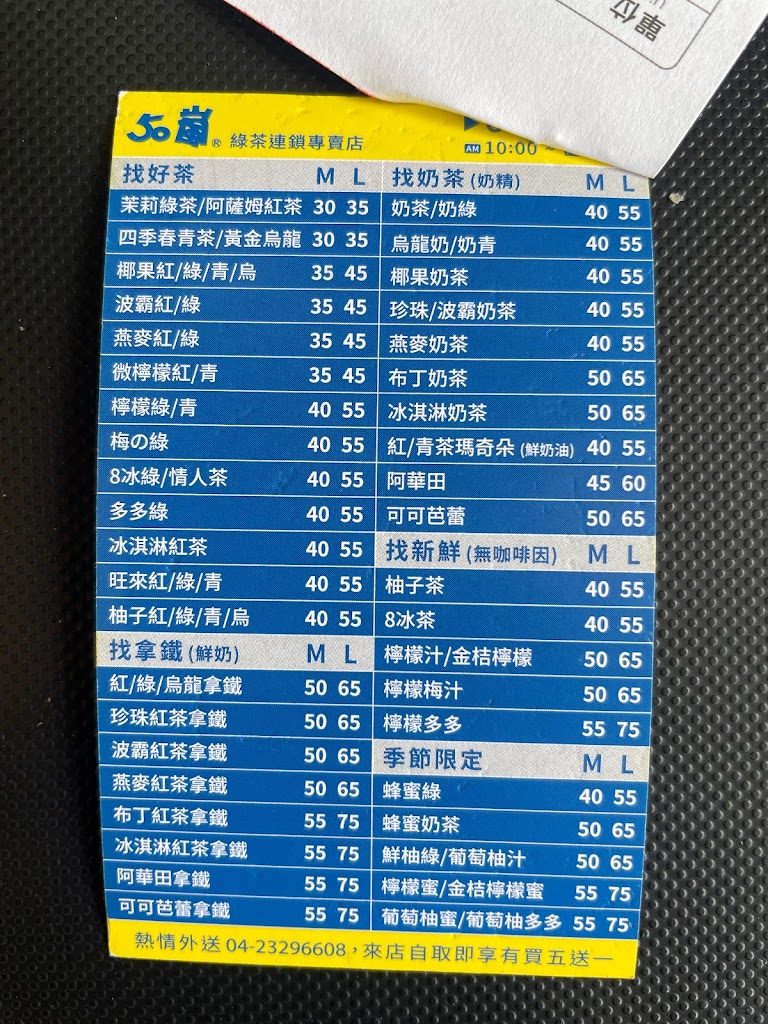 單位
50嵐® 綠茶連鎖專賣店
AM 10:00 ~
找好茶 M L
茉莉綠茶/阿薩姆紅茶 30 35
四季春青茶/黃金烏龍 30 35
椰果紅/綠/青/烏 35 45
波霸紅/綠 35 45
燕麥紅/綠 35 45
微檸檬紅/青 35 45
檸檬綠/青 40 55
梅の綠 40 55
8冰綠/情人茶 40 55
多多綠 40 55
冰淇淋紅茶 40 55
旺來紅/綠/青 40 55
柚子紅/綠/青/烏 40 55
找拿鐵 (鮮奶) M L
紅/綠/烏龍拿鐵 50 65
珍珠紅茶拿鐵 50 65
波霸紅茶拿鐵 50 65
燕麥紅茶拿鐵 50 65
布丁紅茶拿鐵 55 75
冰淇淋紅茶拿鐵 55 75
阿華田拿鐵 55 75
可可芭蕾拿鐵 55 75
找奶茶 (奶精) M L
奶茶/奶綠 40 55
烏龍奶/奶青 40 55
椰果奶茶 40 55
珍珠/波霸奶茶 40 55
燕麥奶茶 40 55
布丁奶茶 50 65
冰淇淋奶茶 50 65
紅/青茶瑪奇朵 (鮮奶油) 40 55
阿華田 45 60
可可芭蕾 50 65
找新鮮 (無咖啡因) M L
柚子茶 40 55
8冰茶 40 55
檸檬汁/金桔檸檬 50 65
檸檬梅汁 50 65
檸檬多多 55 75
季節限定 M L
蜂蜜綠 40 55
蜂蜜奶茶 50 65
鮮柚綠/葡萄柚汁 50 65
檸檬蜜/金桔檸檬蜜 55 75
葡萄柚蜜/葡萄柚多多 55 75
熱情外送 04-23296608,來店自取即享有買五送一